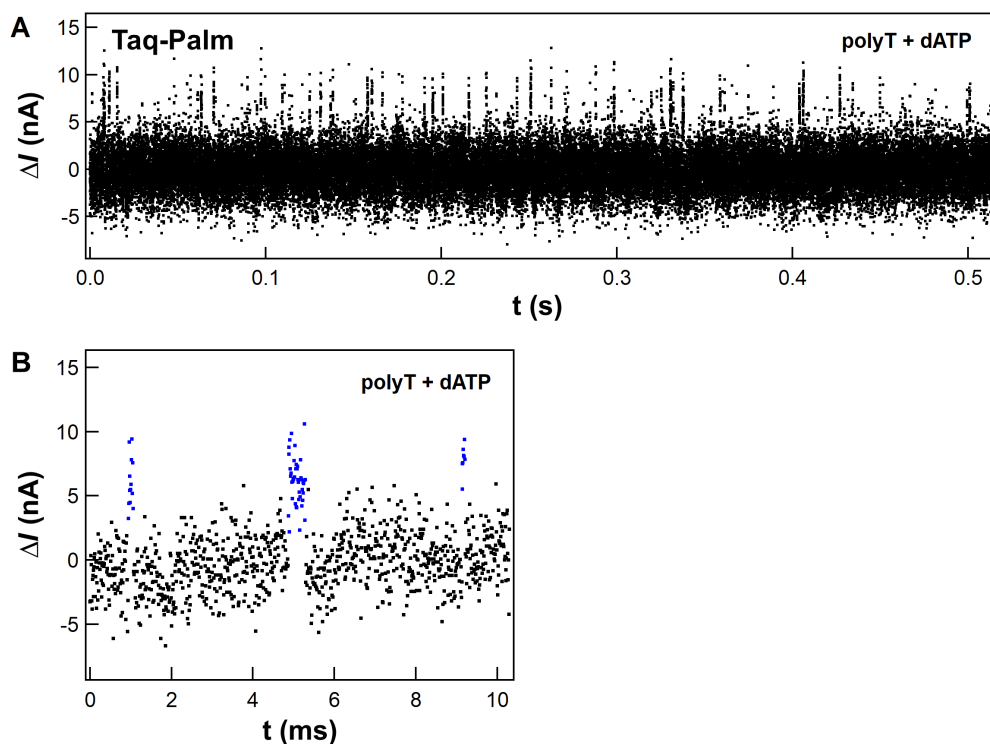 A
Taq-Palm
polyT + dATP
15
10
5
0
-5
ΔI (nA)
0.0 0.1 0.2 0.3 0.4 0.5
t (s)
B
polyT + dATP
15
10
5
0
-5
ΔI (nA)
0 2 4 6 8 10
t (ms)